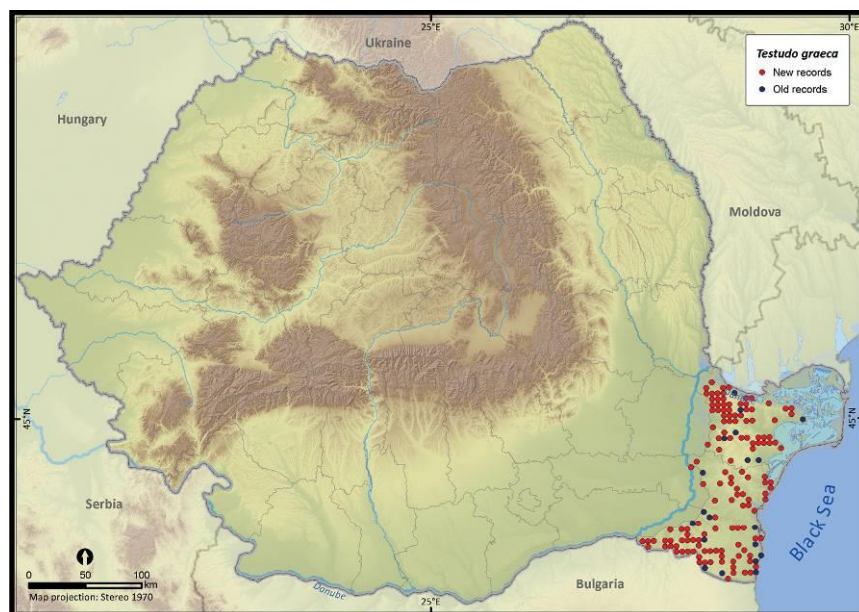 25°E
30°E
Ukraine
Testudo graeca
New records
Old records
Hungary
Moldova
45°N
45°N
Serbia
Black Sea
0 50 100
km
Map projection: Stereo 1970
Danube
Bulgaria
25°E